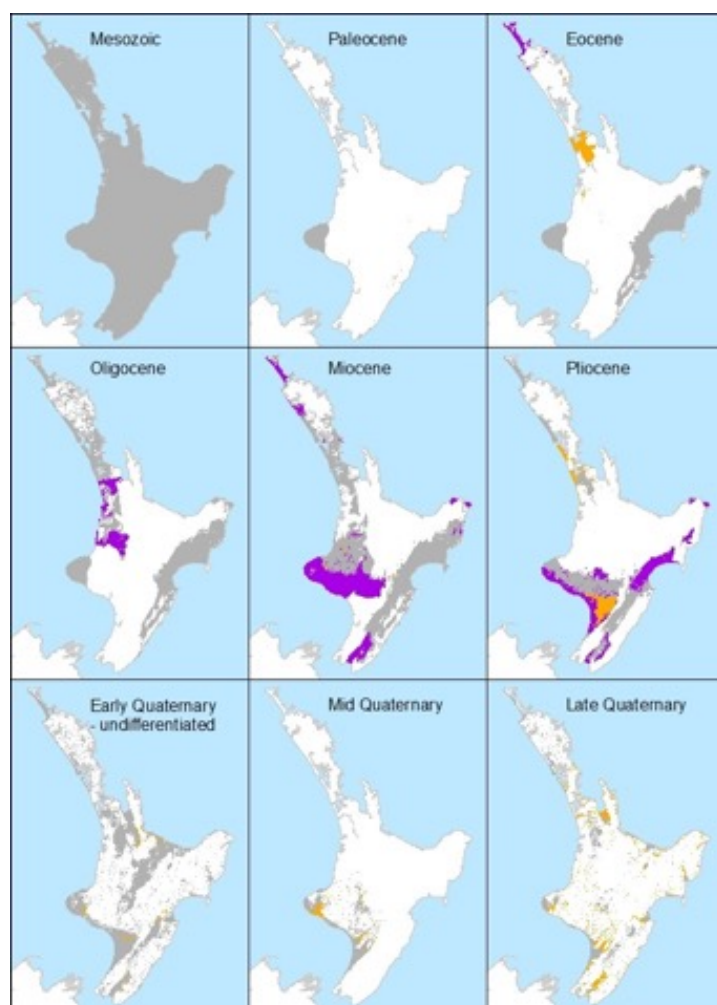 Mesozoic
Paleocene
Eocene
Oligocene
Miocene
Pliocene
Early Quaternary
- undifferentiated
Mid Quaternary
Late Quaternary